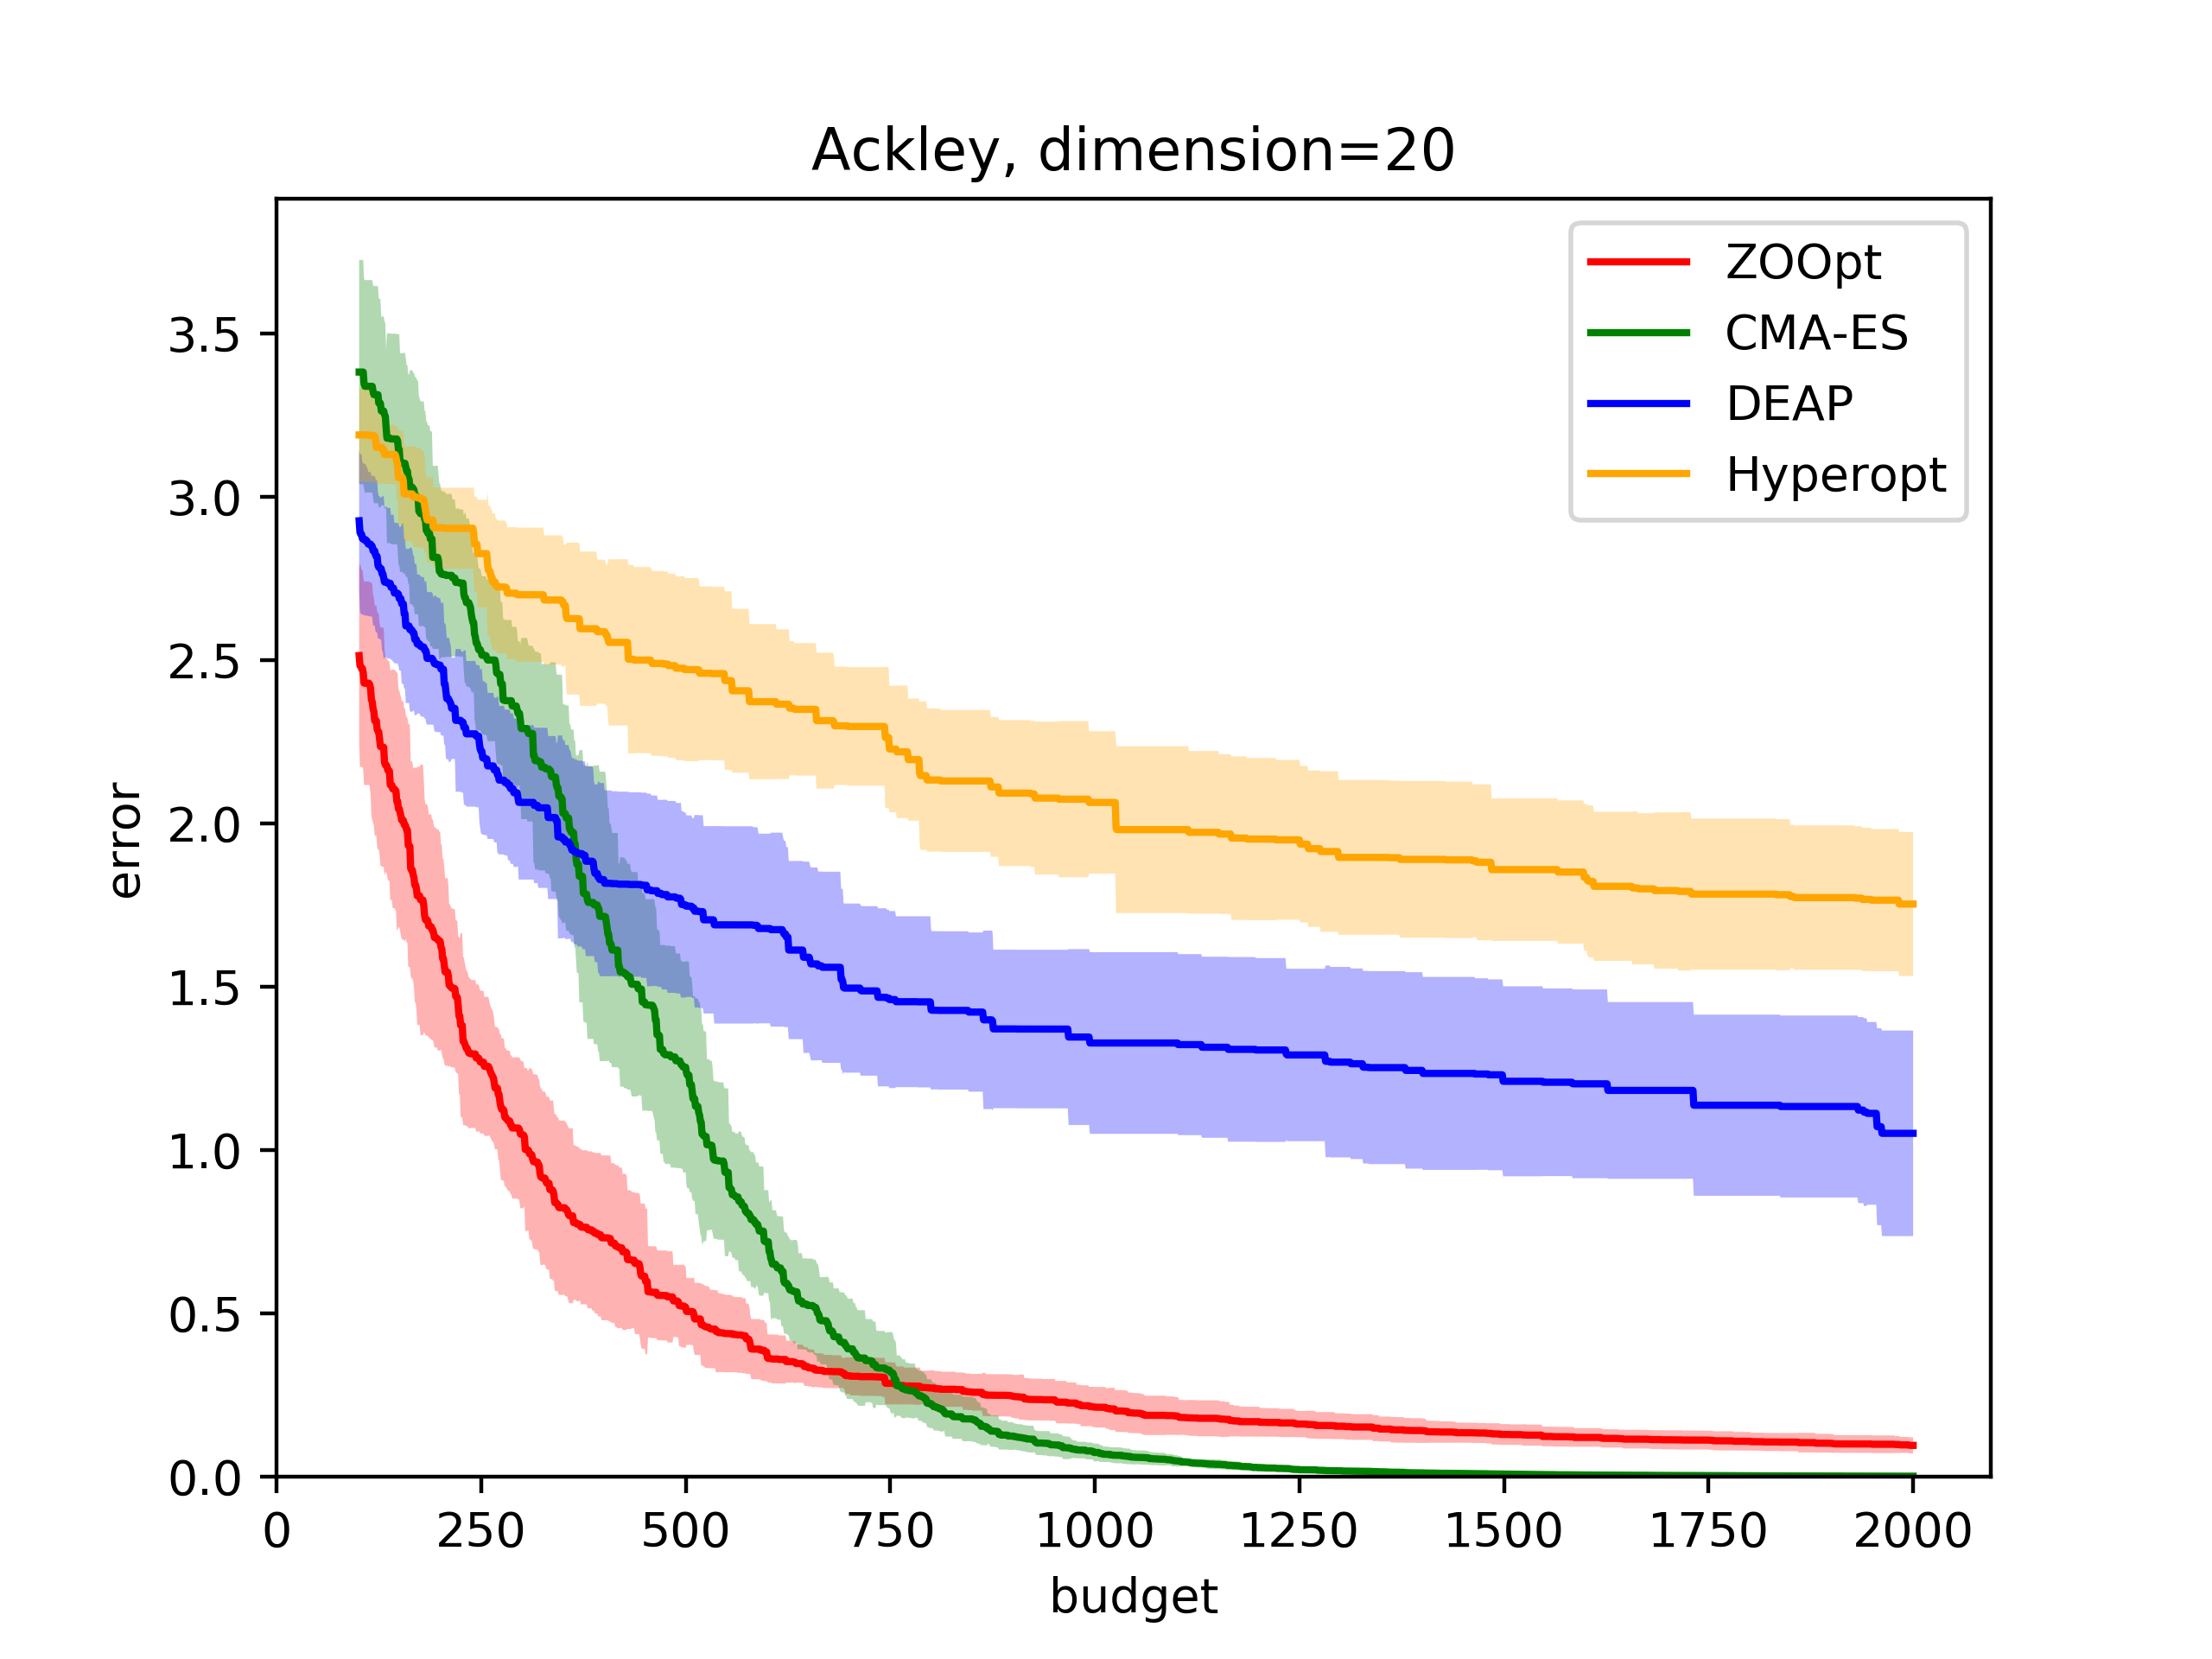 Ackley, dimension=20
ZOOpt
CMA-ES
DEAP
Hyperopt
error
3.5
3.0
2.5
2.0
1.5
1.0
0.5
0.0
0 250 500 750 1000 1250 1500 1750 2000
budget